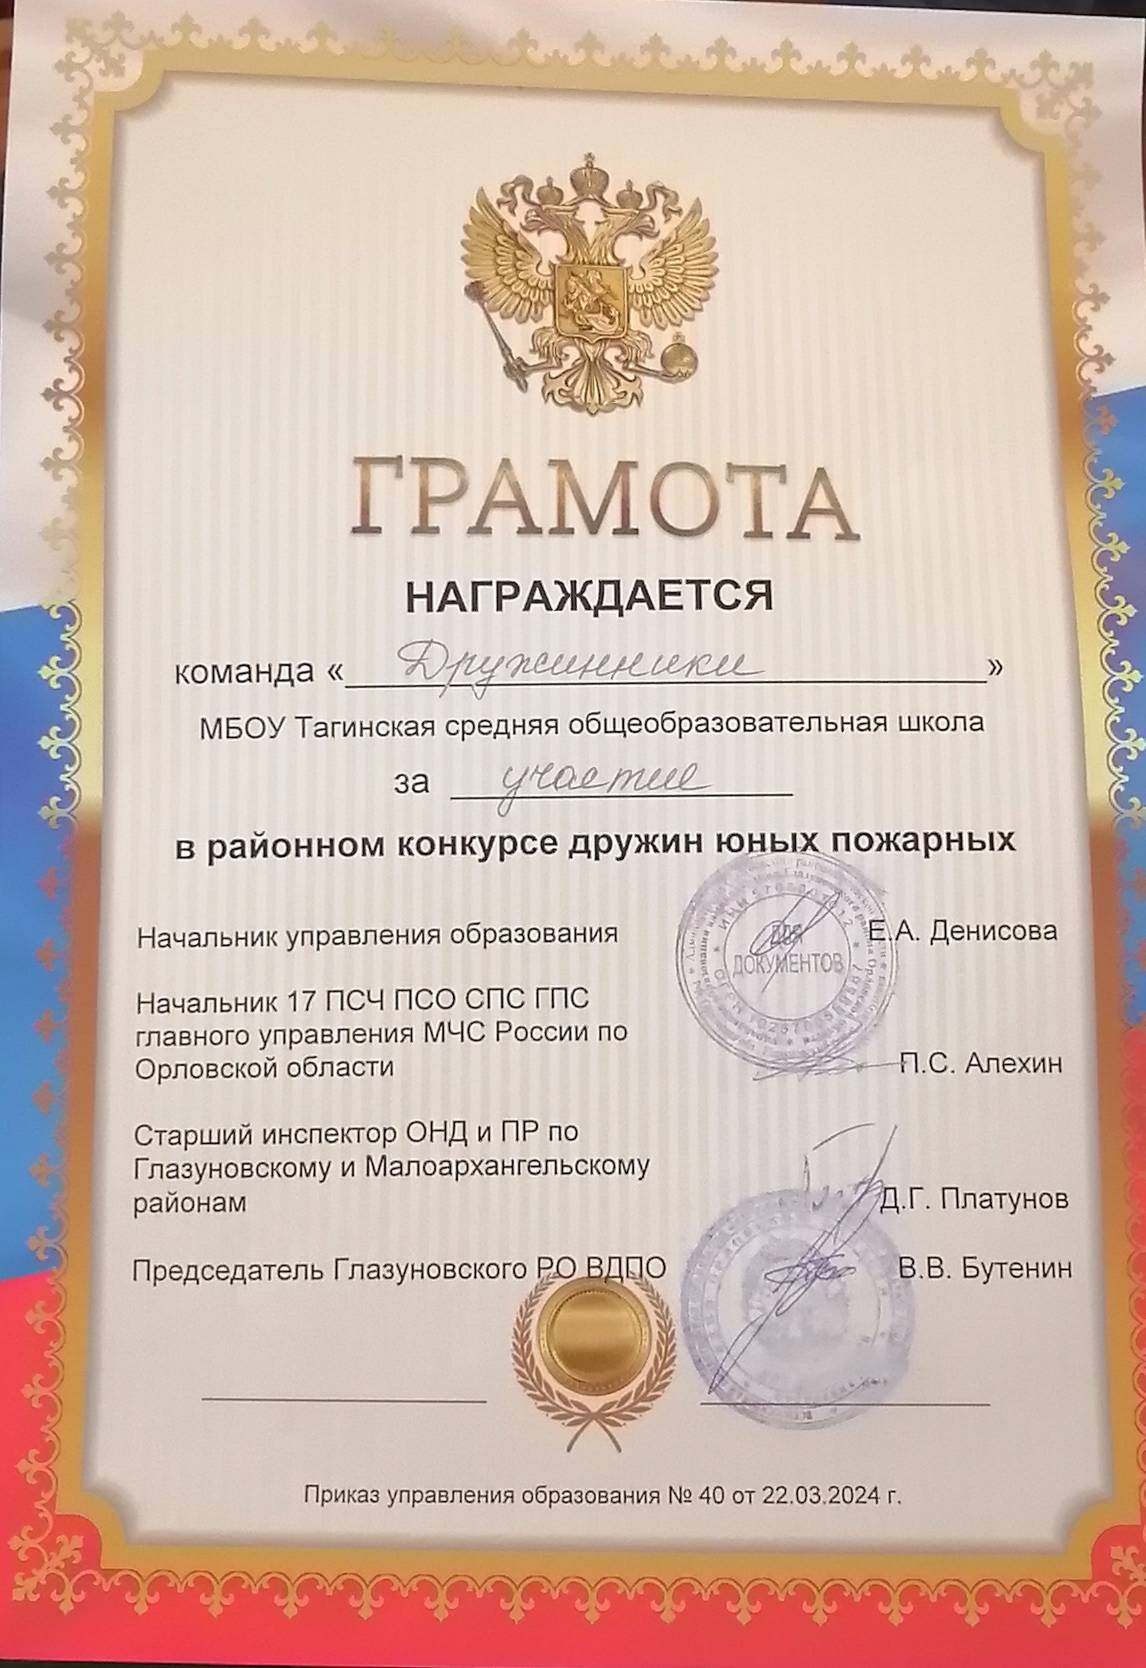 ГРАМОТА
НАГРАЖДАЕТСЯ
команда «Дружинники»
МБОУ Тагинская средняя общеобразовательная школа
за участие
в районном конкурсе дружин юных пожарных
Начальник управления образования Е.А. Денисова
ДЛЯ
ДОКУМЕНТОВ
Начальник 17 ПСЧ ПСО СПС ГПС
главного управления МЧС России по
Орловской области П.С. Алехин
Старший инспектор ОНД и ПР по
Глазуновскому и Малоархангельскому
районам Д.Г. Платунов
Председатель Глазуновского РО ВДПО В.В. Бутенин
Приказ управления образования № 40 от 22.03.2024 г.